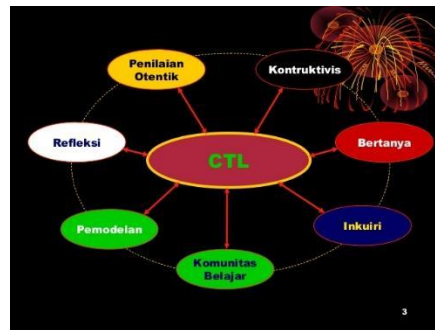 Penilaian
Otentik
Kontruktivis
Refleksi
CTL
Bertanya
Pemodelan
Inkuiri
Komunitas
Belajar
3